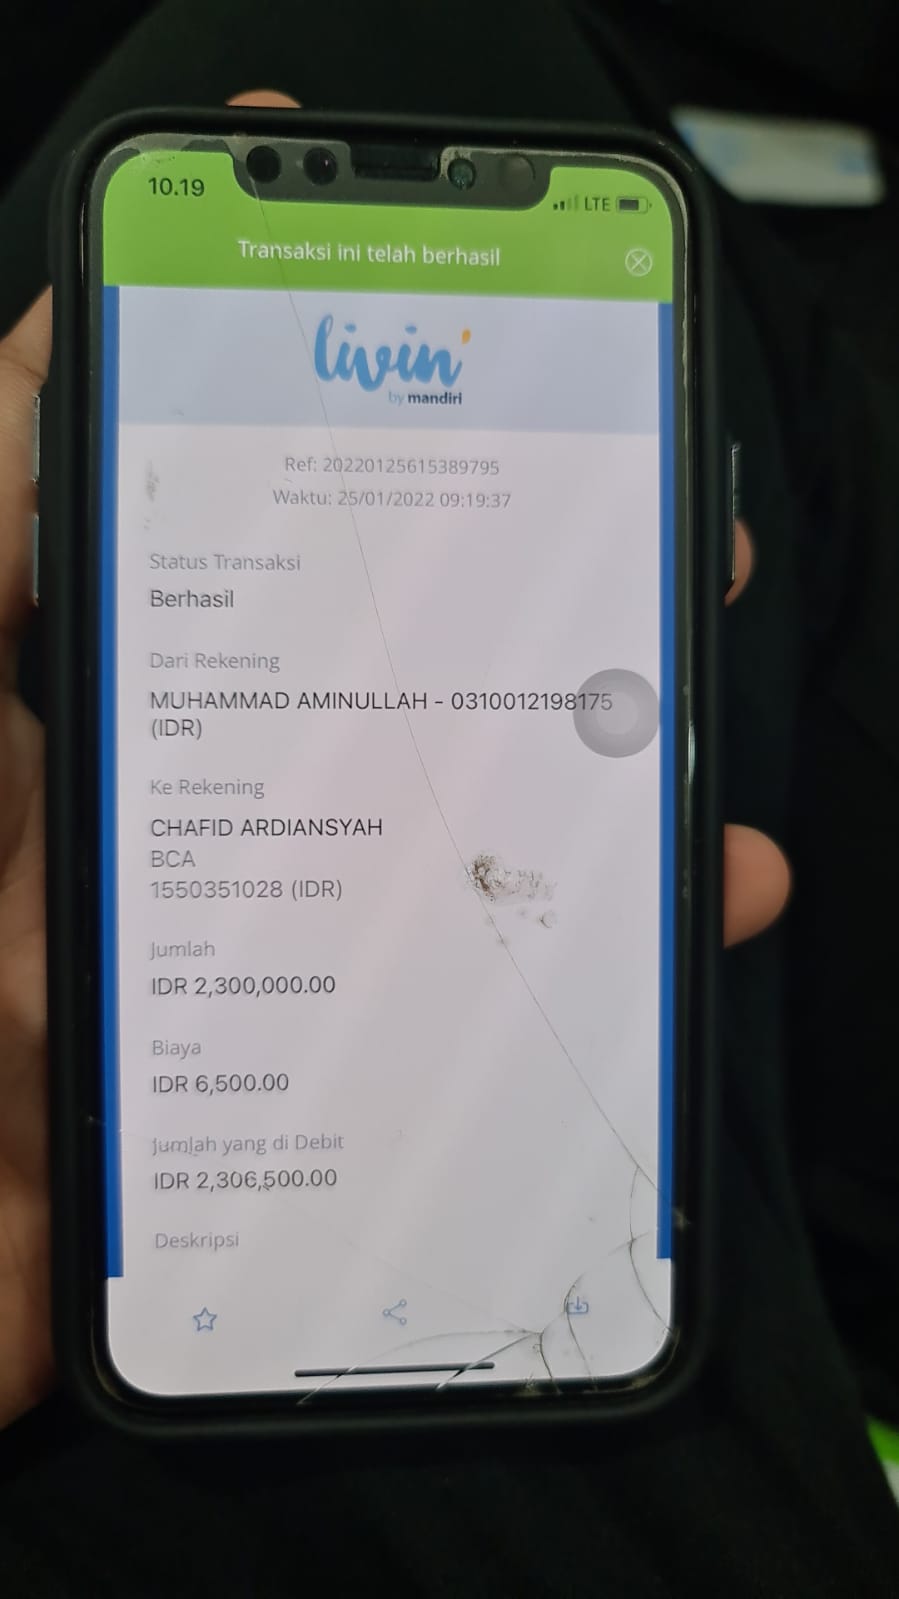 10.19
LTE
Transaksi ini telah berhasil
livin'
by mandiri
Ref: 20220125615389795
Waktu: 25/01/2022 09:19:37
Status Transaksi
Berhasil
Dari Rekening
MUHAMMAD AMINULLAH - 0310012198175
(IDR)
Ke Rekening
CHAFID ARDIANSYAH
BCA
1550351028 (IDR)
Jumlah
IDR 2,300,000.00
Biaya
IDR 6,500.00
Jumlah yang di Debit
IDR 2,306,500.00
Deskripsi